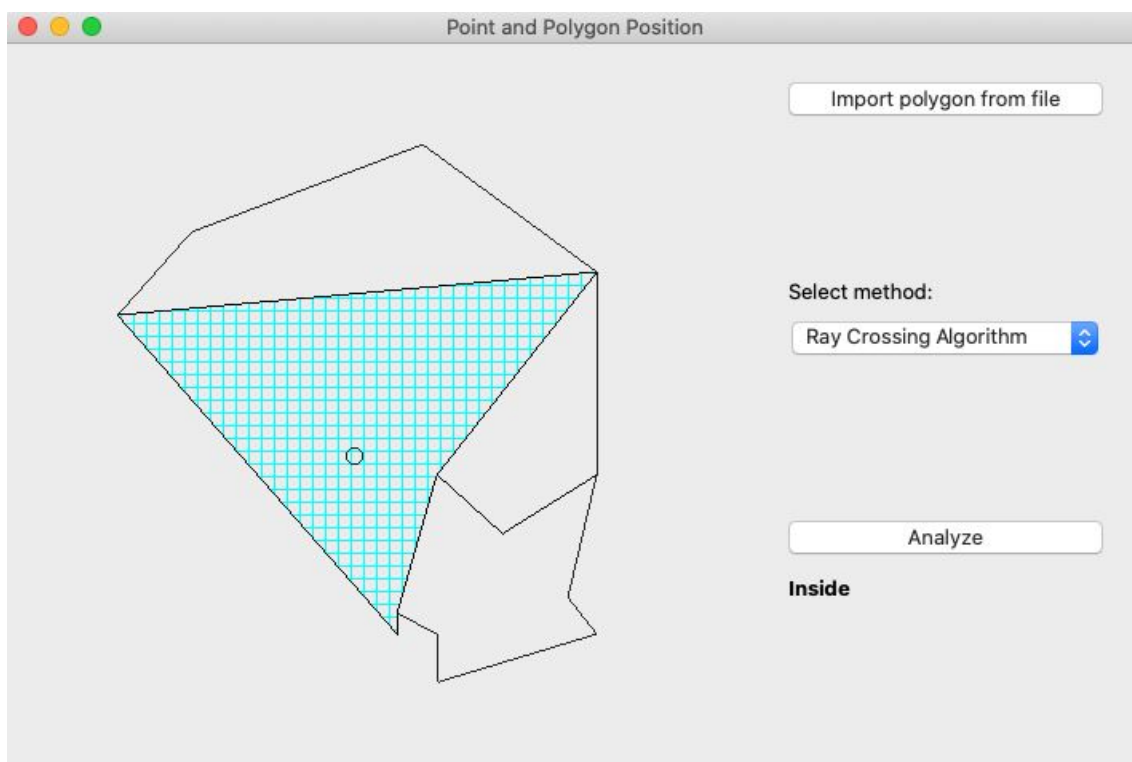 Point and Polygon Position
Import polygon from file
Select method:
Ray Crossing Algorithm
Analyze
Inside